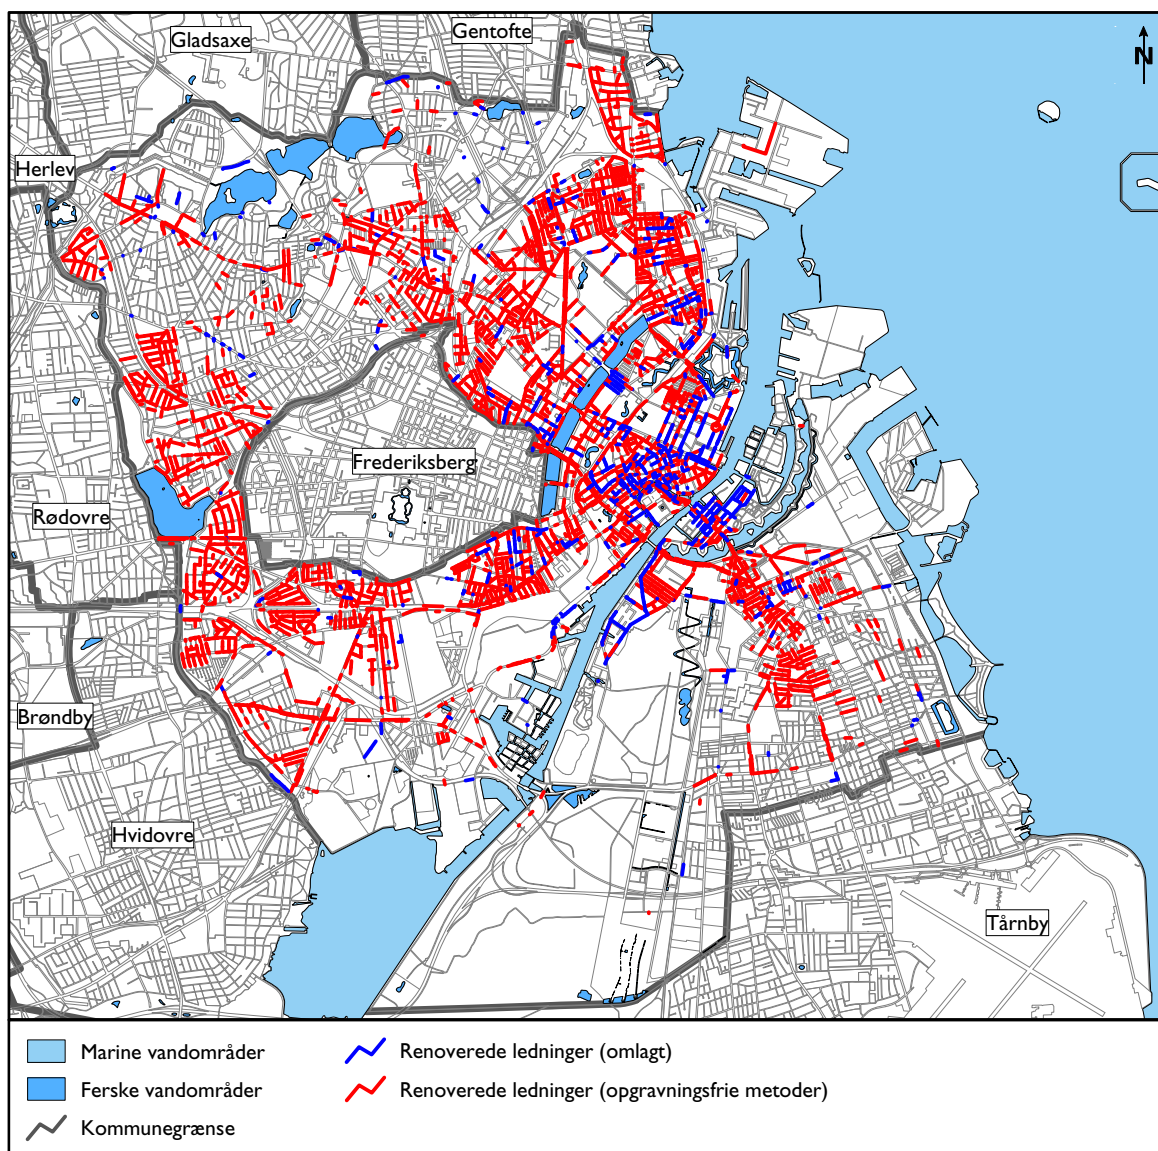 Gentofte
Gladsaxe
N
Herlev
Frederiksberg
Rødovre
Brøndby
Hvidovre
Tårnby
Marine vandområder
Renoverede ledninger (omlagt)
Ferske vandområder
Renoverede ledninger (opgravningsfrie metoder)
Kommunegrænse